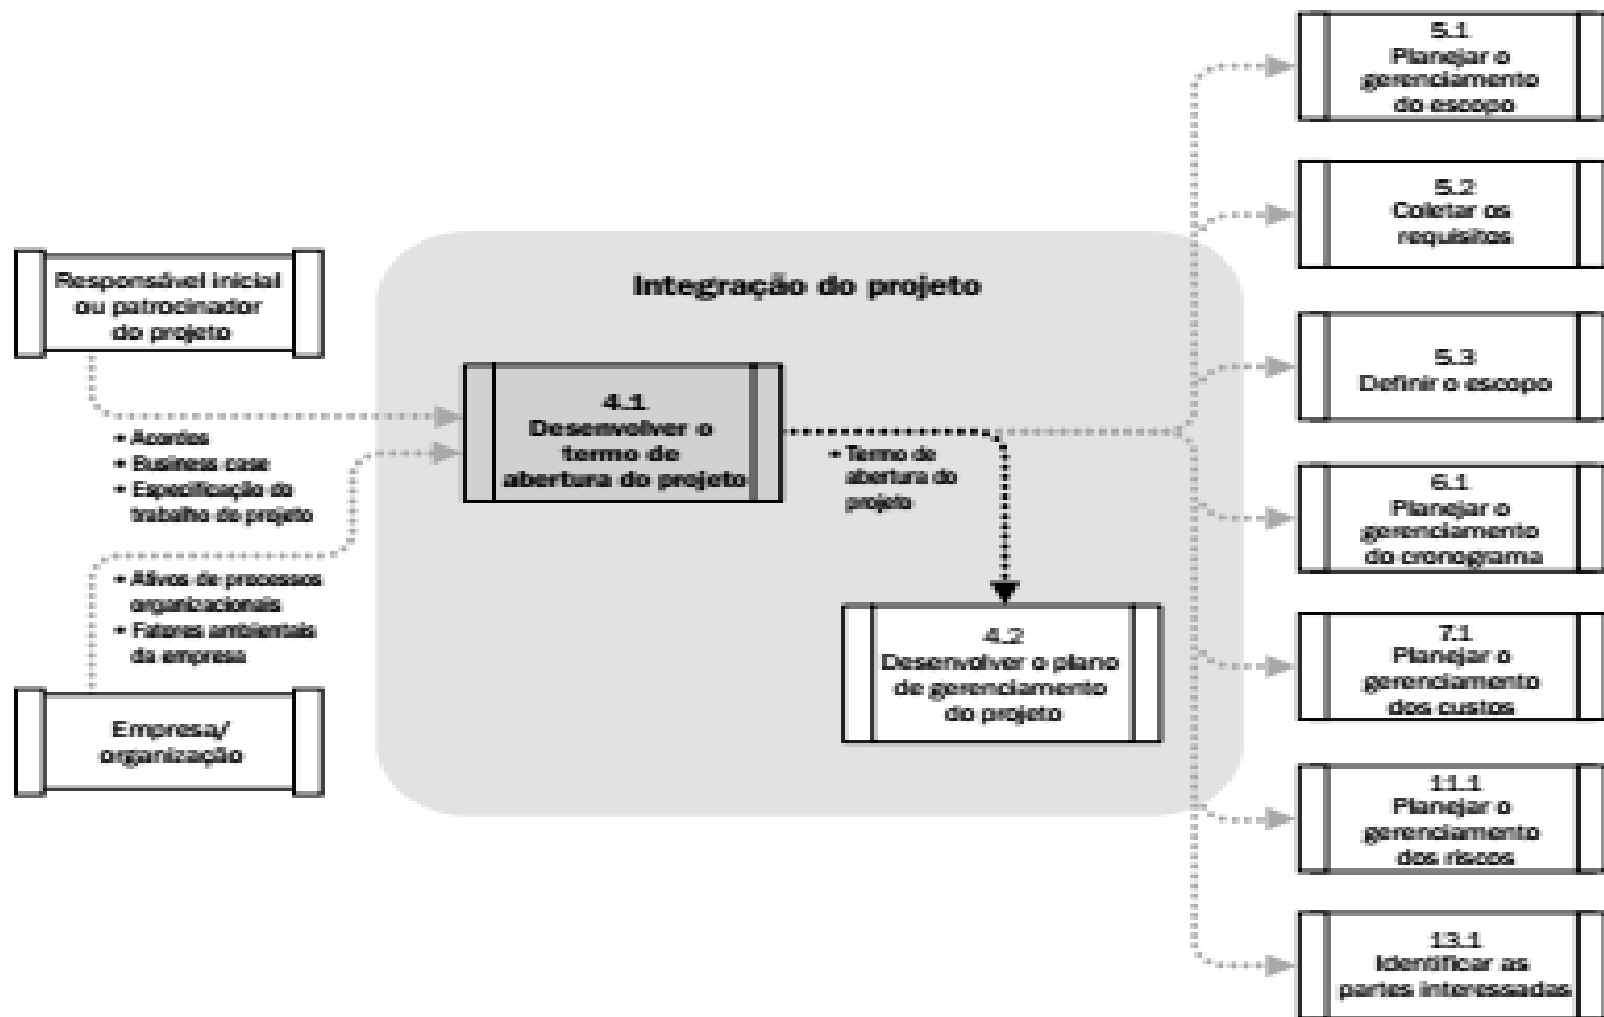 Responsável inicial
ou patrocinador
do projeto
• Acordos
• Business case
• Especificação do
trabalho do projeto
• Ativos de processos
organizacionais
• Fatores ambientais
da empresa
Empresa/
organização
Integração do projeto
4.1
Desenvolver o
termo de
abertura do projeto
• Termo de
abertura do
projeto
4.2
Desenvolver o plano
de gerenciamento
do projeto
5.1
Planejar o
gerenciamento
do escopo
5.2
Coletar os
requisitos
5.3
Definir o escopo
6.1
Planejar o
gerenciamento
do cronograma
7.1
Planejar o
gerenciamento
dos custos
11.1
Planejar o
gerenciamento
dos riscos
13.1
Identificar as
partes interessadas